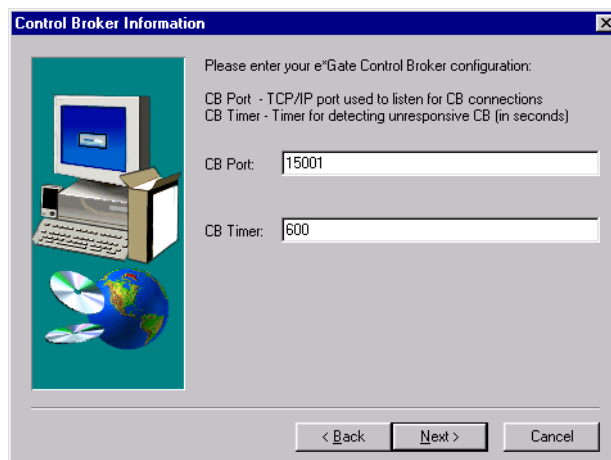 Control Broker Information
Please enter your e*Gate Control Broker configuration:
CB Port - TCP/IP port used to listen for CB connections
CB Timer - Timer for detecting unresponsive CB (in seconds)
CB Port: 15001
CB Timer: 600
< Back Next > Cancel